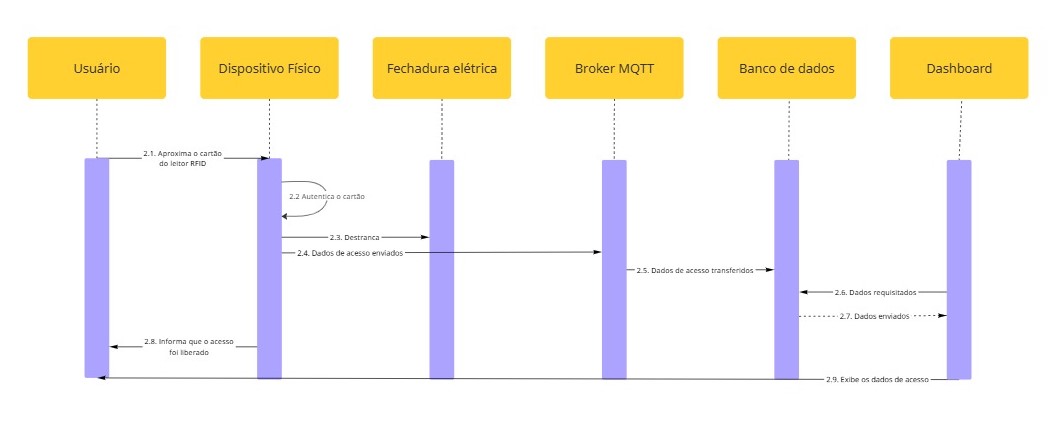 Usuário
Dispositivo Físico
Fechadura elétrica
Broker MQTT
Banco de dados
Dashboard
2.1. Aproxima o cartão
do leitor RFID
2.2 Autentica o cartão
2.3. Destranca
2.4. Dados de acesso enviados
2.5. Dados de acesso transferidos
2.6. Dados requisitados
2.7. Dados enviados
2.8. Informa que o acesso
foi liberado
2.9. Exibe os dados de acesso